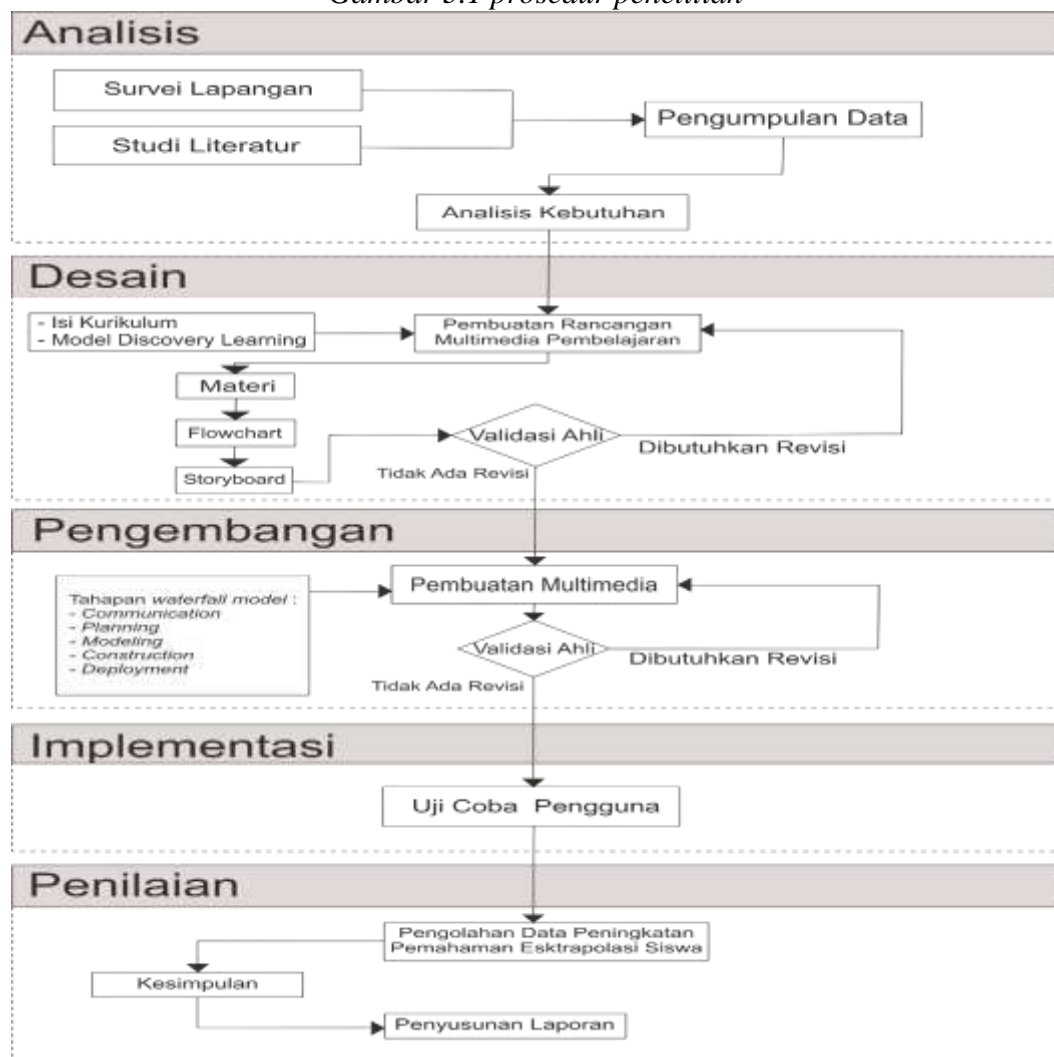 Gambar 3.1 prosedur penelitian
Analisis
Survei Lapangan
Studi Literatur
Pengumpulan Data
Analisis Kebutuhan
Desain
- Isi Kurikulum
- Model Discovery Learning
Pembuatan Rancangan
Multimedia Pembelajaran
Materi
Flowchart
Storyboard
Validasi Ahli
Dibutuhkan Revisi
Tidak Ada Revisi
Pengembangan
Tahapan waterfall model :
- Communication
- Planning
- Modeling
- Construction
- Deployment
Pembuatan Multimedia
Validasi Ahli
Dibutuhkan Revisi
Tidak Ada Revisi
Implementasi
Uji Coba Pengguna
Penilaian
Pengolahan Data Peningkatan
Pemahaman Esktrapolasi Siswa
Kesimpulan
Penyusunan Laporan